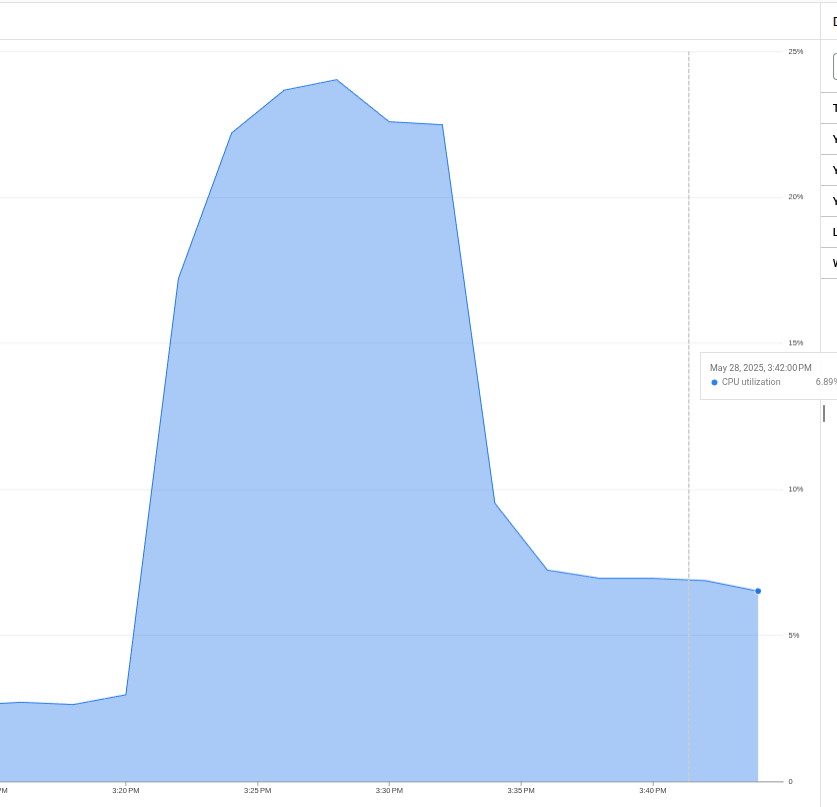 D
25%
T
Y
Y
20%
Y
L
W
15%
May 28, 2025, 3:42:00 PM
CPU utilization 6.89%
10%
5%
0
PM 3:20 PM 3:25 PM 3:30 PM 3:35 PM 3:40 PM